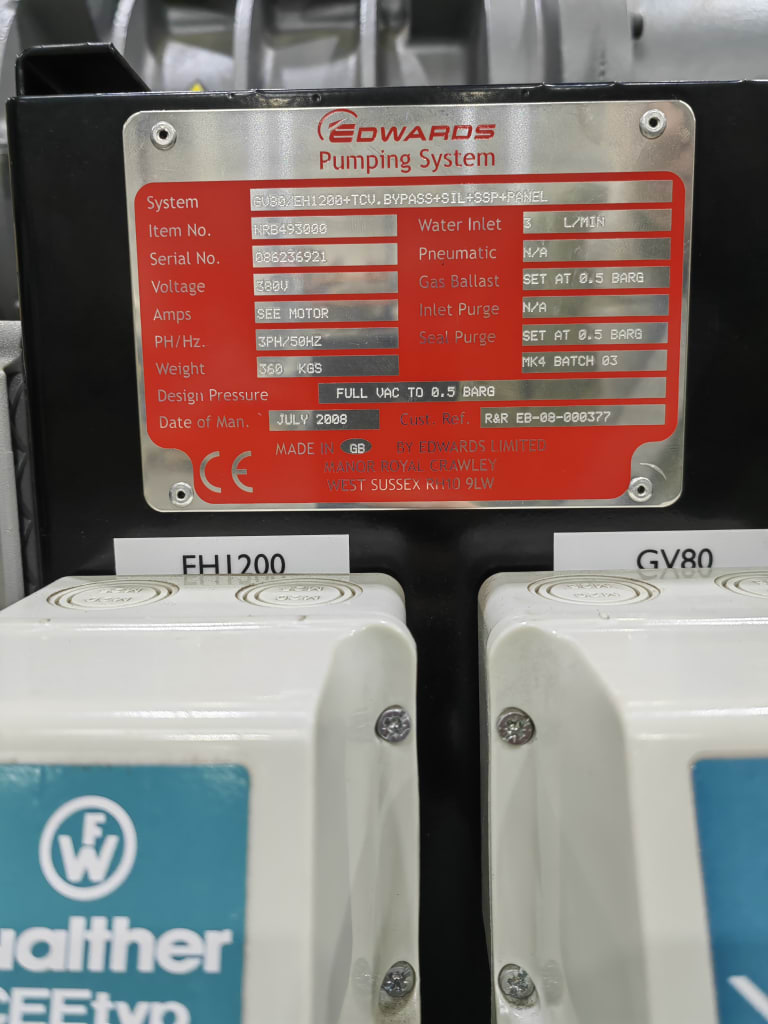 EDWARDS
Pumping System
System GV80/EH1200+TCV.BYPASS+SIL+SSP+PANEL
Item No. NRB493000 Water Inlet 3 L/MIN
Serial No. 086236921 Pneumatic N/A
Voltage 380V Gas Ballast SET AT 0.5 BARG
Amps SEE MOTOR Inlet Purge N/A
PH/Hz. 3PH/50HZ Seal Purge SET AT 0.5 BARG
Weight 360 KGS MK4 BATCH 03
Design Pressure FULL VAC TO 0.5 BARG
Date of Man. JULY 2008 Cust. Ref. R&R EB-08-000377
MADE IN GB BY EDWARDS LIMITED
MANOR ROYAL CRAWLEY
WEST SUSSEX RH10 9LW
CE
EH1200 GV80
FW
ualther
CEEtyp